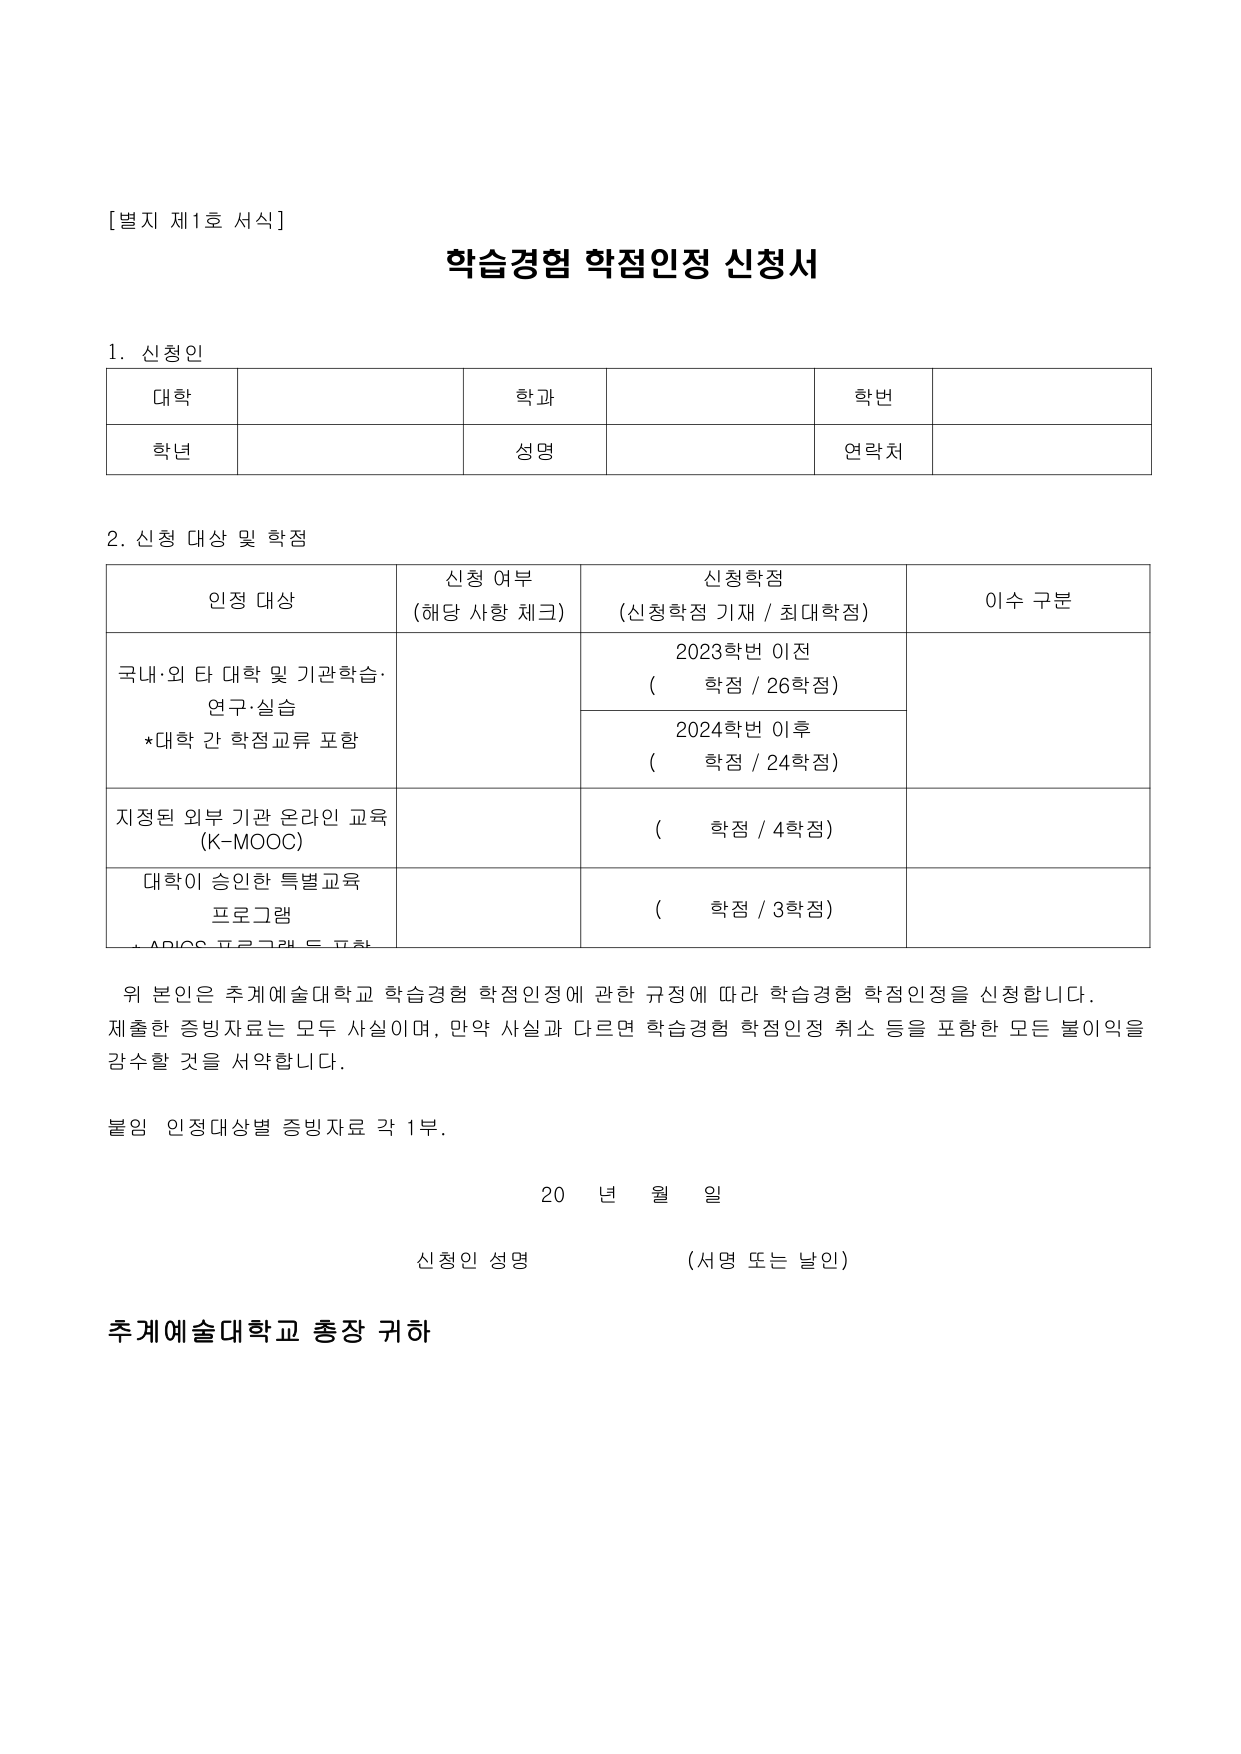 [별지 제1호 서식]
학습경험 학점인정 신청서
1. 신청인
대학 학과 학번
학년 성명 연락처
2. 신청 대상 및 학점
인정 대상
신청 여부
(해당 사항 체크)
신청학점
(신청학점 기재 / 최대학점)
이수 구분
국내·외 타 대학 및 기관학습·
연구·실습
*대학 간 학점교류 포함
2023학번 이전
( 학점 / 26학점)
2024학번 이후
( 학점 / 24학점)
지정된 외부 기관 온라인 교육
(K-MOOC)
( 학점 / 4학점)
대학이 승인한 특별교육
프로그램
프로그램 등 포함
( 학점 / 3학점)
위 본인은 추계예술대학교 학습경험 학점인정에 관한 규정에 따라 학습경험 학점인정을 신청합니다.
제출한 증빙자료는 모두 사실이며, 만약 사실과 다르면 학습경험 학점인정 취소 등을 포함한 모든 불이익을
감수할 것을 서약합니다.
붙임 인정대상별 증빙자료 각 1부.
20 년 월 일
신청인 성명 (서명 또는 날인)
추계예술대학교 총장 귀하